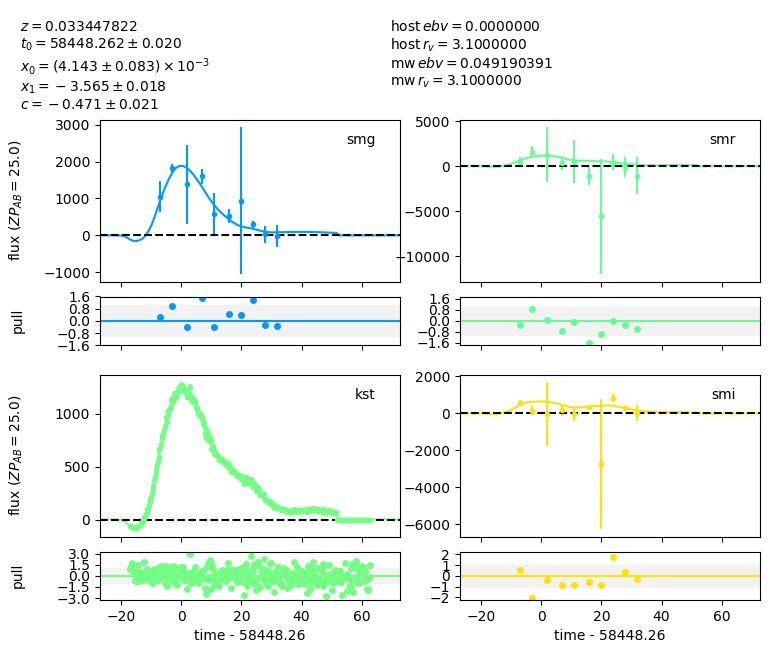 z = 0.033447822
t0 = 58448.262 ± 0.020
x0 = (4.143 ± 0.083) × 10^−3
x1 = −3.565 ± 0.018
c = −0.471 ± 0.021
host ebv = 0.0000000
host rv = 3.1000000
mw ebv = 0.049190391
mw rv = 3.1000000
flux (ZP_AB = 25.0)
3000
2000
1000
0
−1000
smg
5000
0
−5000
−10000
smr
pull
1.6
0.8
0.0
−0.8
−1.6
1.6
0.8
0.0
−0.8
−1.6
flux (ZP_AB = 25.0)
1000
500
0
kst
2000
0
−2000
−4000
−6000
smi
pull
3.0
1.5
0.0
−1.5
−3.0
2
1
0
−1
−2
−20 0 20 40 60
−20 0 20 40 60
time - 58448.26
time - 58448.26